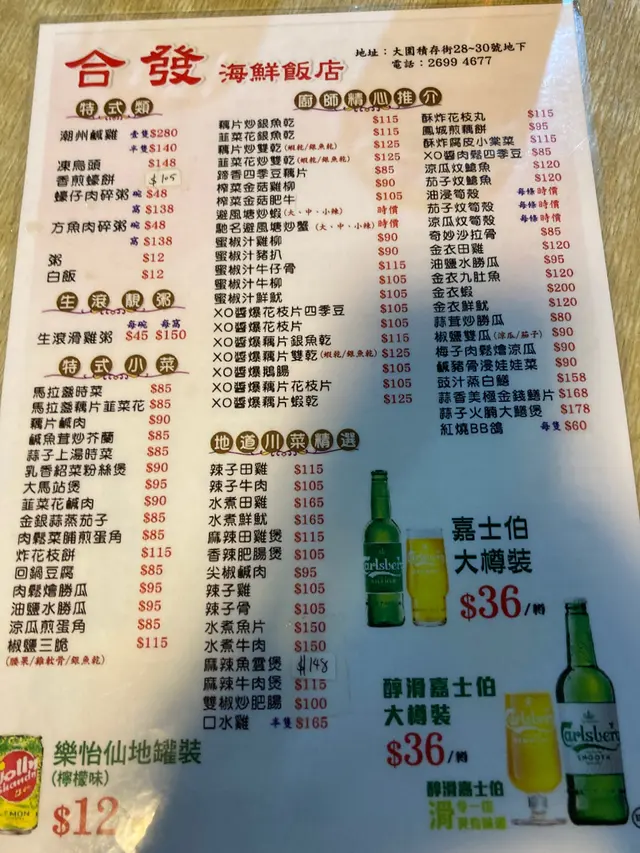 合發 海鮮飯店
地址：大圍積存街28~30號地下
電話：2699 4677
特式類
潮州鹹雞 壹隻$280
半隻$140
凍烏頭 $148
香煎蠔餅 $105
蠔仔肉碎粥 碗 $48
窩 $138
方魚肉碎粥 碗 $48
窩 $138
粥 $12
白飯 $12
生滾靚粥
每碗 每窩
生滾滑雞粥 $45 $150
特式小菜
馬拉盞時菜 $85
馬拉盞藕片韮菜花 $85
藕片鹹肉 $90
鹹魚茸炒芥蘭 $85
蒜子上湯時菜 $85
乳香紹菜粉絲煲 $90
大馬站煲 $95
韮菜花鹹肉 $90
金銀蒜蒸茄子 $85
肉鬆菜脯煎蛋角 $85
炸花枝餅 $115
回鍋豆腐 $85
肉鬆燴勝瓜 $95
油鹽水勝瓜 $95
涼瓜煎蛋角 $85
椒鹽三脆 $115
(腰果/雞軟骨/銀魚乾)
廚師精心推介
藕片炒銀魚乾 $115
韮菜花銀魚乾 $115
藕片炒雙乾(蝦乾/銀魚乾) $125
韮菜花炒雙乾(蝦乾/銀魚乾) $125
蹄香四季豆藕片 $85
榨菜金菇雞柳 $90
榨菜金菇肥牛 $105
避風塘炒蝦(大、中、小辣) 時價
馳名避風塘炒蟹 (大、中、小辣) 時價
蜜椒汁雞柳 $90
蜜椒汁豬扒 $90
蜜椒汁牛仔骨 $115
蜜椒汁牛柳 $105
蜜椒汁鮮魷 $105
XO醬爆花枝片四季豆 $105
XO醬爆花枝片 $105
XO醬爆藕片銀魚乾 $115
XO醬爆藕片雙乾(蝦乾/銀魚乾) $125
XO醬爆鵝腸 $105
XO醬爆藕片花枝片 $105
XO醬爆藕片蝦乾 $125
酥炸花枝丸 $115
鳳城煎藕餅 $95
酥炸腐皮小棠菜 $115
XO醬肉鬆四季豆 $85
涼瓜炆鱠魚 $120
茄子炆鱠魚 $120
油浸筍殼 每條時價
茄子炆筍殼 每條時價
涼瓜炆筍殼 每條時價
奇妙沙拉骨 $85
金衣田雞 $120
油鹽水勝瓜 $95
金衣九肚魚 $120
金衣蝦 $200
金衣鮮魷 $120
蒜茸炒勝瓜 $80
椒鹽雙瓜(涼瓜/茄子) $90
梅子肉鬆燴涼瓜 $90
鹹豬骨浸娃娃菜 $90
豉汁蒸白鱔 $158
蒜香美極金錢鱔片 $168
蒜子火腩大鱔煲 $178
紅燒BB鴿 每隻 $60
地道川菜精選
辣子田雞 $115
辣子牛肉 $105
水煮田雞 $165
水煮鮮魷 $165
麻辣田雞煲 $115
香辣肥腸煲 $105
尖椒鹹肉 $95
辣子雞 $105
辣子骨 $105
水煮魚片 $150
水煮牛肉 $150
麻辣魚雲煲 $148
麻辣牛肉煲 $115
雙椒炒肥腸 $100
口水雞 半隻 $165
嘉士伯
大樽裝
$36/樽
醇滑嘉士伯
大樽裝
$36/樽
醇滑嘉士伯
滑
Carlsberg
Carlsberg
Carlsberg
Carlsberg
SMOOTH
樂怡仙地罐裝
(檸檬味)
$12
Jolly
Shandy
LEMON